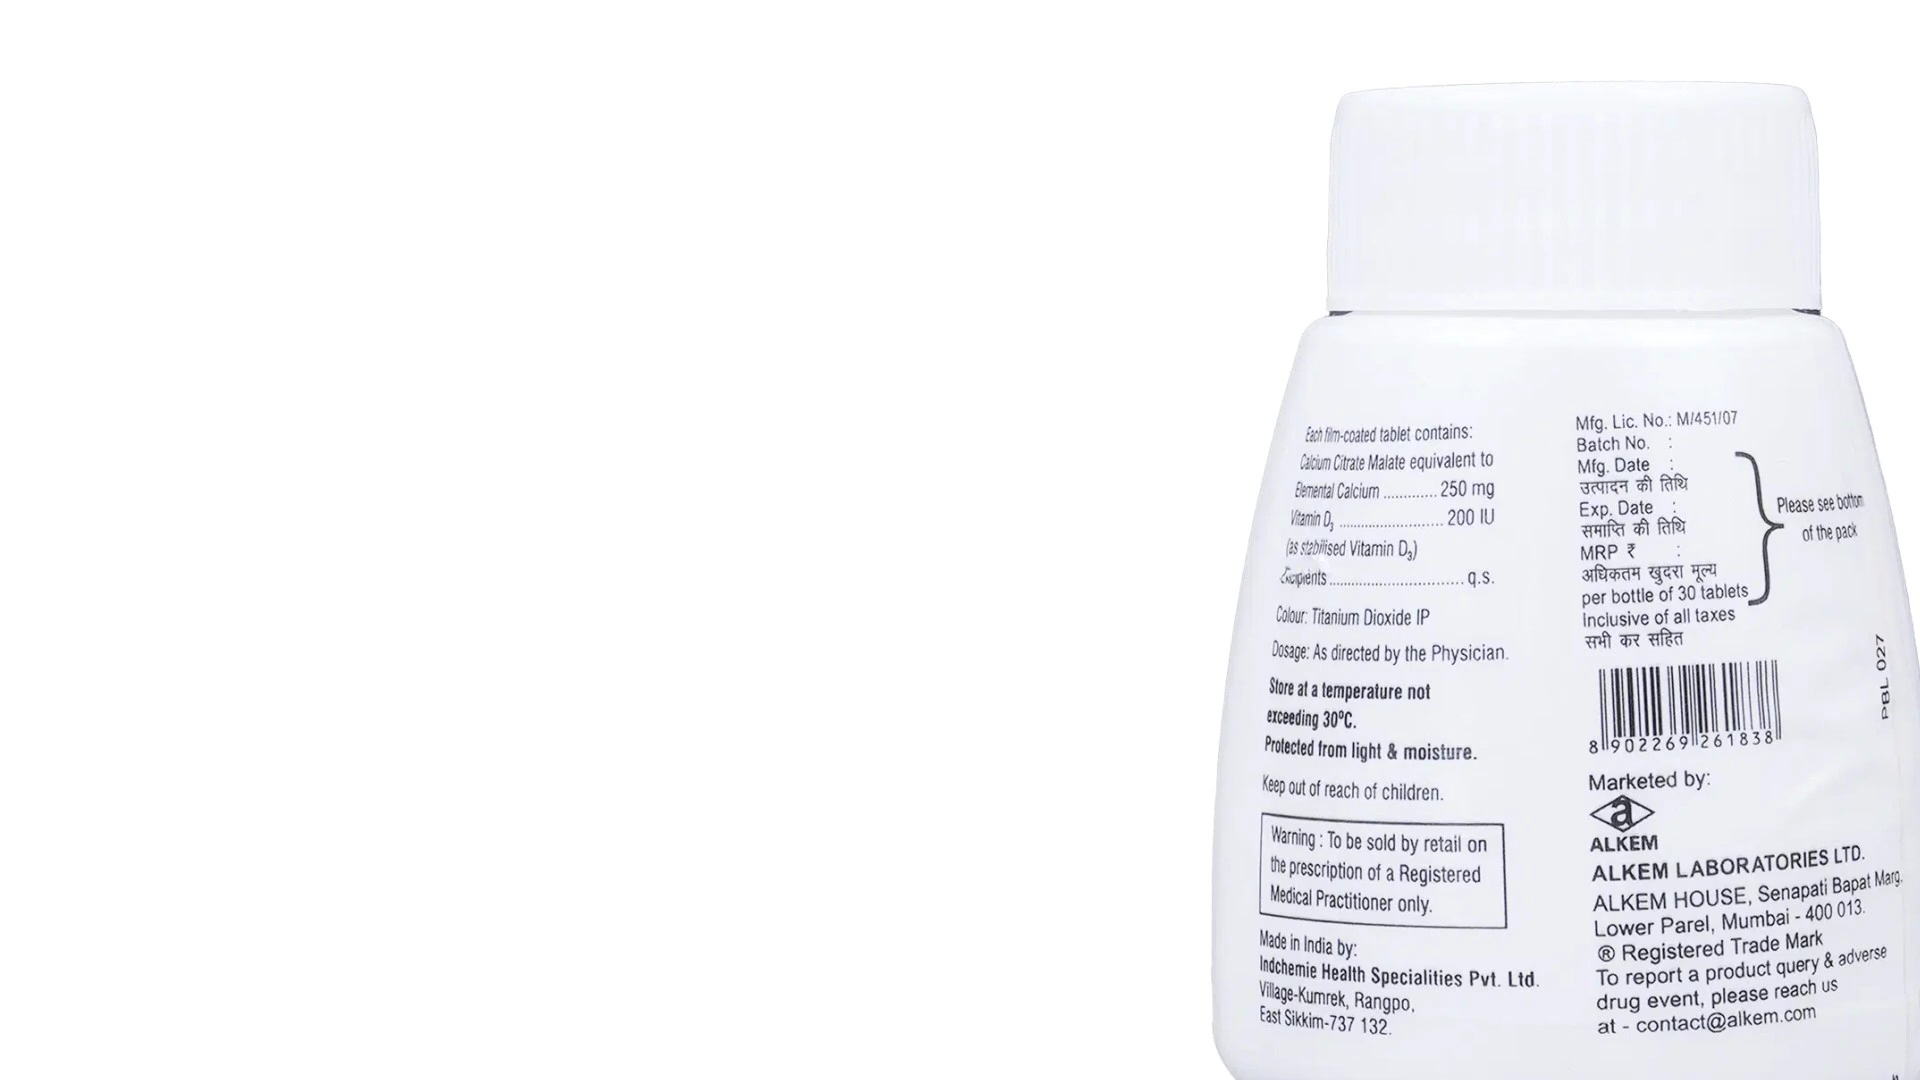 Each film-coated tablet contains:
Calcium Citrate Malate equivalent to
Elemental Calcium ............. 250 mg
Vitamin D₃ ......................... 200 IU
(as stabilised Vitamin D₃)
Excipients ................................ q.s.
Colour: Titanium Dioxide IP
Dosage: As directed by the Physician.
Store at a temperature not
exceeding 30ºC.
Protected from light & moisture.
Keep out of reach of children.
Warning : To be sold by retail on
the prescription of a Registered
Medical Practitioner only.
Made in India by:
Indchemie Health Specialities Pvt. Ltd.
Village-Kumrek, Rangpo,
East Sikkim-737 132.
Mfg. Lic. No.: M/451/07
Batch No. :
Mfg. Date :
उत्पादन की तिथि
Exp. Date :
समाप्ति की तिथि
MRP ₹ :
अधिकतम खुदरा मूल्य
per bottle of 30 tablets
inclusive of all taxes
सभी कर सहित
Please see bottom
of the pack
8 902269 261838
PBL 027
Marketed by:
a
ALKEM
ALKEM LABORATORIES LTD.
ALKEM HOUSE, Senapati Bapat Marg,
Lower Parel, Mumbai - 400 013.
® Registered Trade Mark
To report a product query & adverse
drug event, please reach us
at - contact@alkem.com